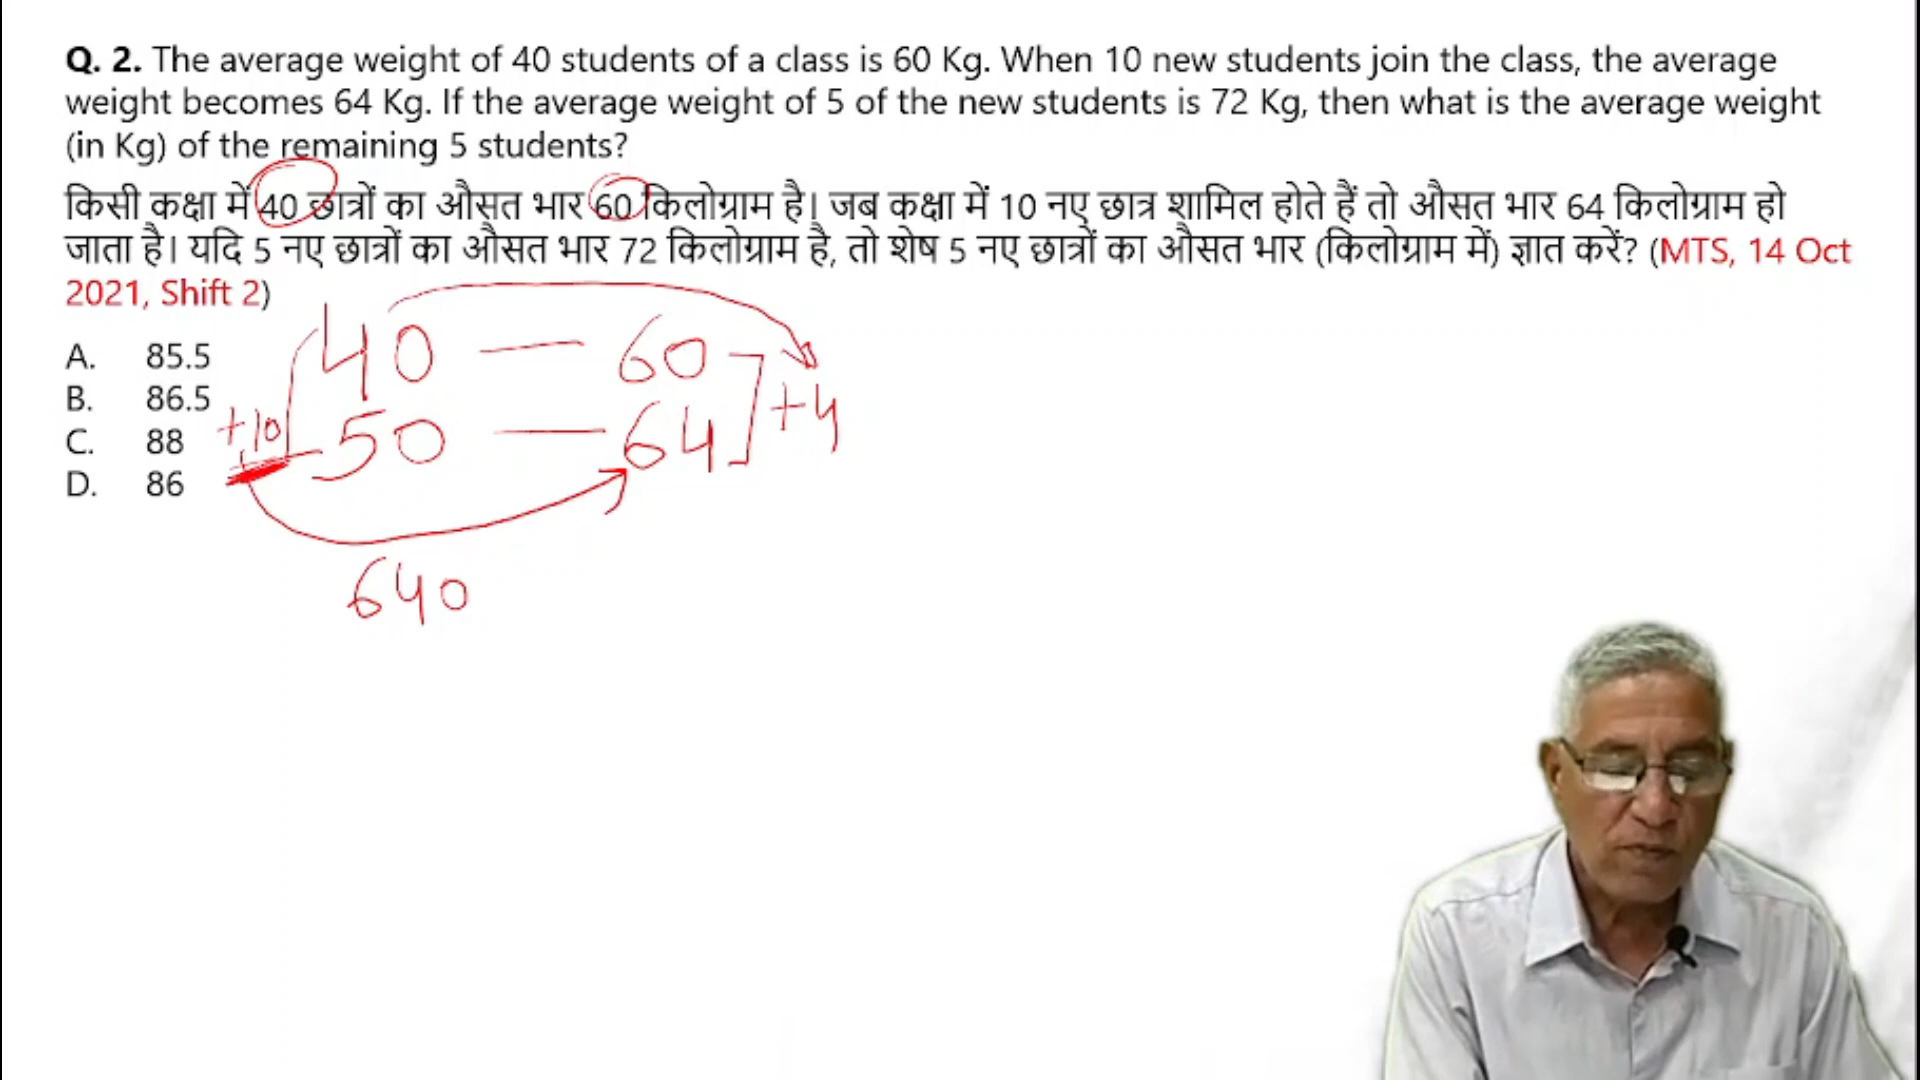 Q. 2. The average weight of 40 students of a class is 60 Kg. When 10 new students join the class, the average
weight becomes 64 Kg. If the average weight of 5 of the new students is 72 Kg, then what is the average weight
(in Kg) of the remaining 5 students?
किसी कक्षा में 40 छात्रों का औसत भार 60 किलोग्राम है। जब कक्षा में 10 नए छात्र शामिल होते हैं तो औसत भार 64 किलोग्राम हो
जाता है। यदि 5 नए छात्रों का औसत भार 72 किलोग्राम है, तो शेष 5 नए छात्रों का औसत भार (किलोग्राम में) ज्ञात करें? (MTS, 14 Oct
2021, Shift 2)
A. 85.5
B. 86.5
C. 88
D. 86
40 — 60
+4
+10
50 — 64
640